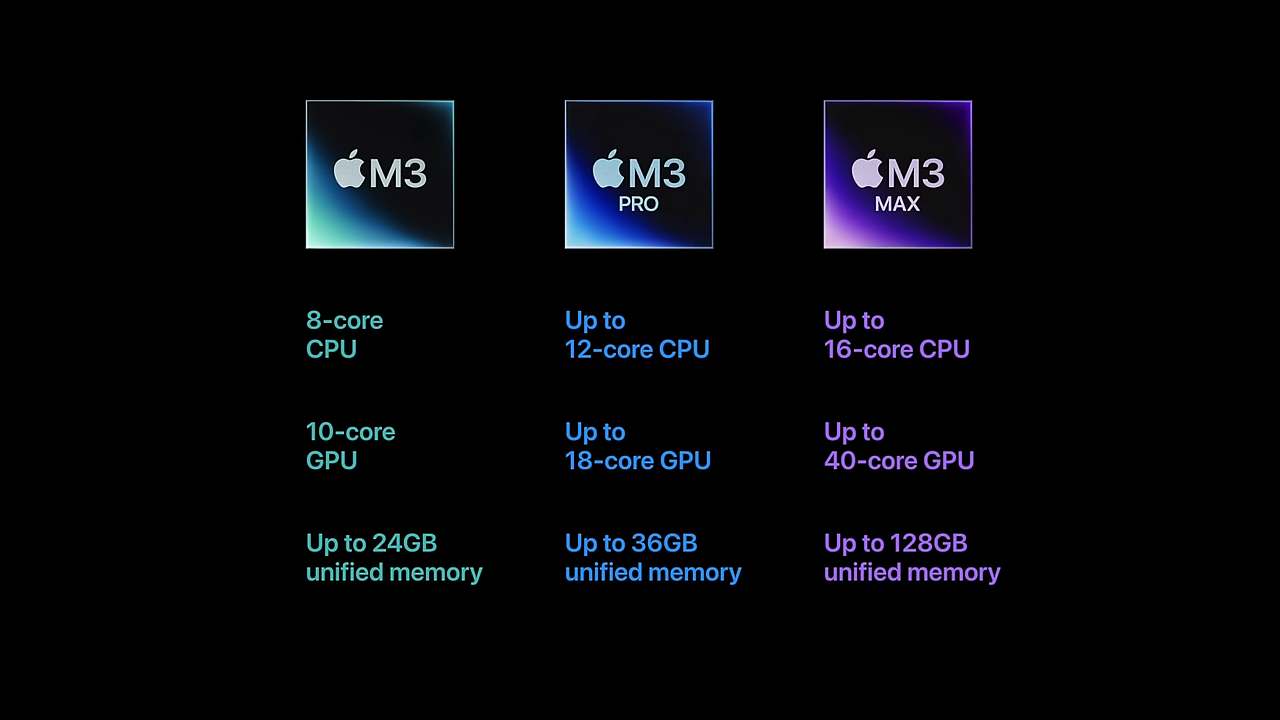 M3
M3
PRO
M3
MAX
8-core
CPU
Up to
12-core CPU
Up to
16-core CPU
10-core
GPU
Up to
18-core GPU
Up to
40-core GPU
Up to 24GB
unified memory
Up to 36GB
unified memory
Up to 128GB
unified memory